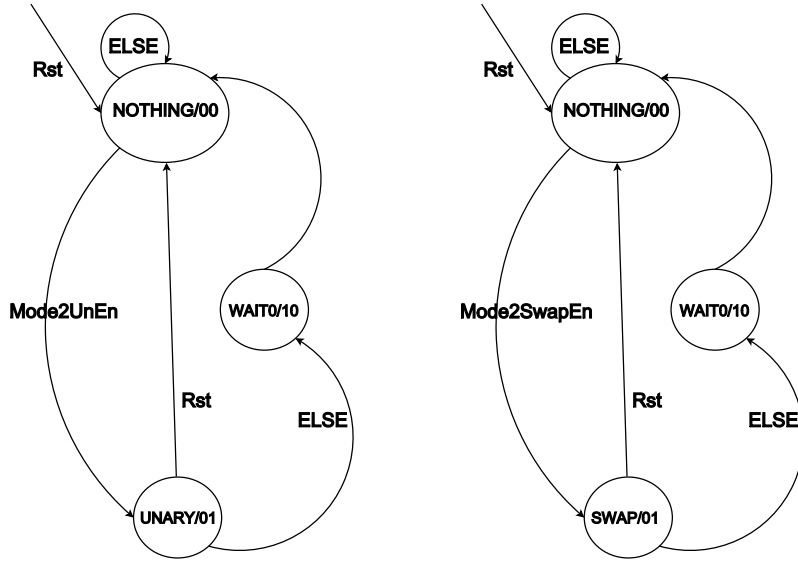 ELSE
Rst
NOTHING/00
Mode2UnEn
WAIT0/10
Rst
ELSE
UNARY/01
ELSE
Rst
NOTHING/00
Mode2SwapEn
WAIT0/10
Rst
ELSE
SWAP/01